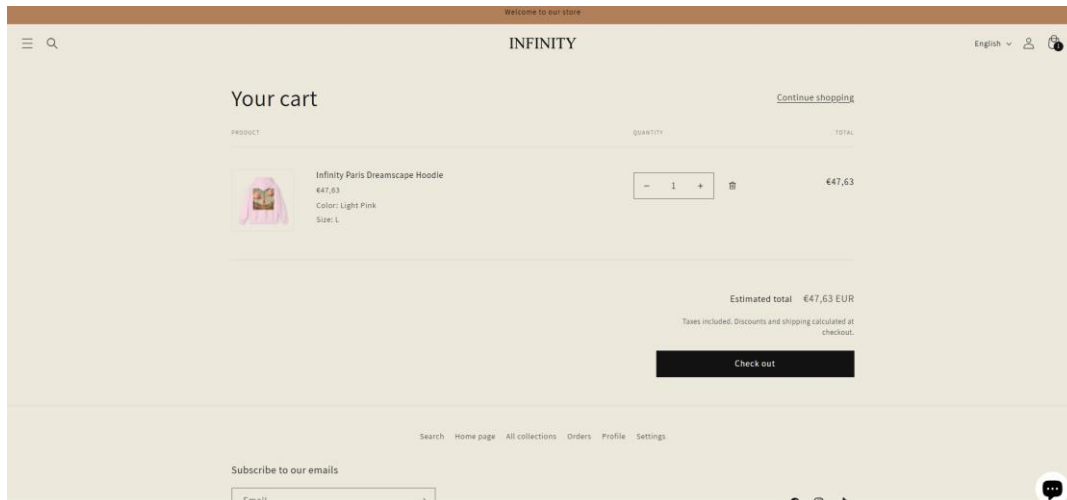 Welcome to our store
INFINITY
English
1
Your cart
Continue shopping
PRODUCT
QUANTITY
TOTAL
Infinity Paris Dreamscape Hoodie
€47,63
Color: Light Pink
Size: L
− 1 +
€47,63
Estimated total €47,63 EUR
Taxes included. Discounts and shipping calculated at
checkout.
Check out
Search Home page All collections Orders Profile Settings
Subscribe to our emails
Email